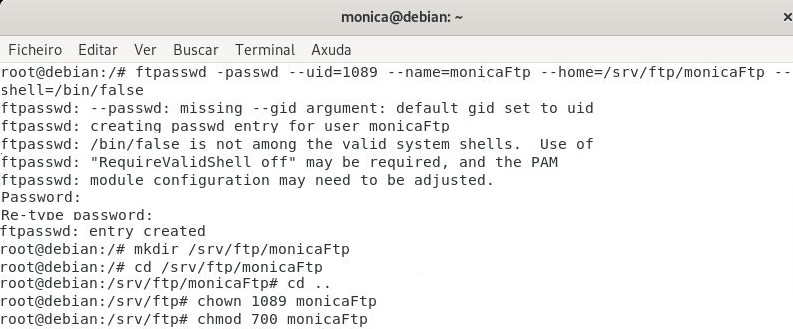 monica@debian: ~
×
Ficheiro Editar Ver Buscar Terminal Axuda
root@debian:/# ftpasswd -passwd --uid=1089 --name=monicaFtp --home=/srv/ftp/monicaFtp --
shell=/bin/false
ftpasswd: --passwd: missing --gid argument: default gid set to uid
ftpasswd: creating passwd entry for user monicaFtp
ftpasswd: /bin/false is not among the valid system shells.  Use of
ftpasswd: "RequireValidShell off" may be required, and the PAM
ftpasswd: module configuration may need to be adjusted.
Password:
Re-type password:
ftpasswd: entry created
root@debian:/# mkdir /srv/ftp/monicaFtp
root@debian:/# cd /srv/ftp/monicaFtp
root@debian:/srv/ftp/monicaFtp# cd ..
root@debian:/srv/ftp# chown 1089 monicaFtp
root@debian:/srv/ftp# chmod 700 monicaFtp